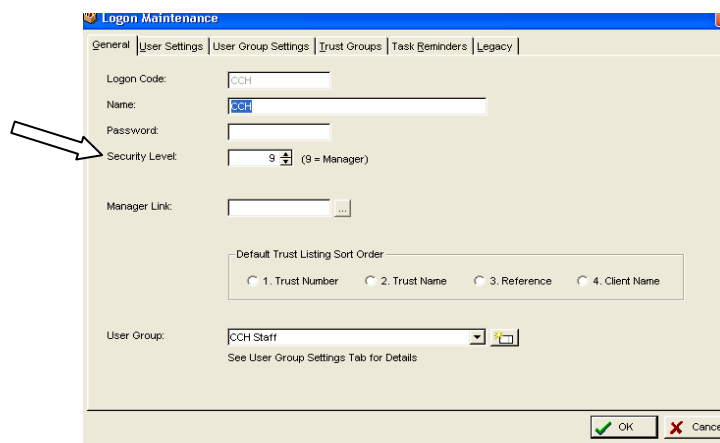 Logon Maintenance
General User Settings User Group Settings Trust Groups Task Reminders Legacy
Logon Code: CCH
Name: CCH
Password:
Security Level: 9 (9 = Manager)
Manager Link: ...
Default Trust Listing Sort Order
1. Trust Number 2. Trust Name 3. Reference 4. Client Name
User Group: CCH Staff
See User Group Settings Tab for Details
OK Cance